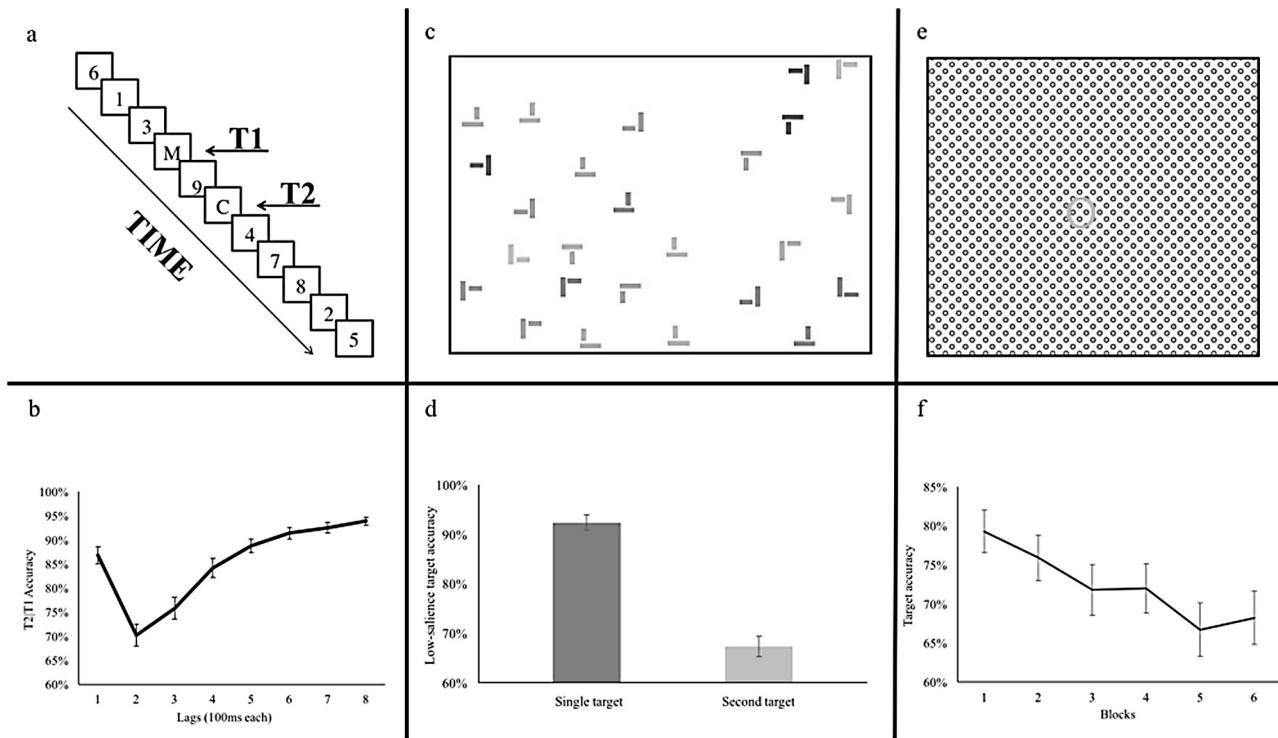 a
6
1
3
M
T1
9
C
T2
4
7
8
2
5
TIME
b
100%
95%
90%
85%
80%
75%
70%
65%
60%
T2|T1 Accuracy
1 2 3 4 5 6 7 8
Lags (100ms each)
c
d
100%
90%
80%
70%
60%
Low-salience target accuracy
Single target Second target
e
f
85%
80%
75%
70%
65%
60%
Target accuracy
1 2 3 4 5 6
Blocks